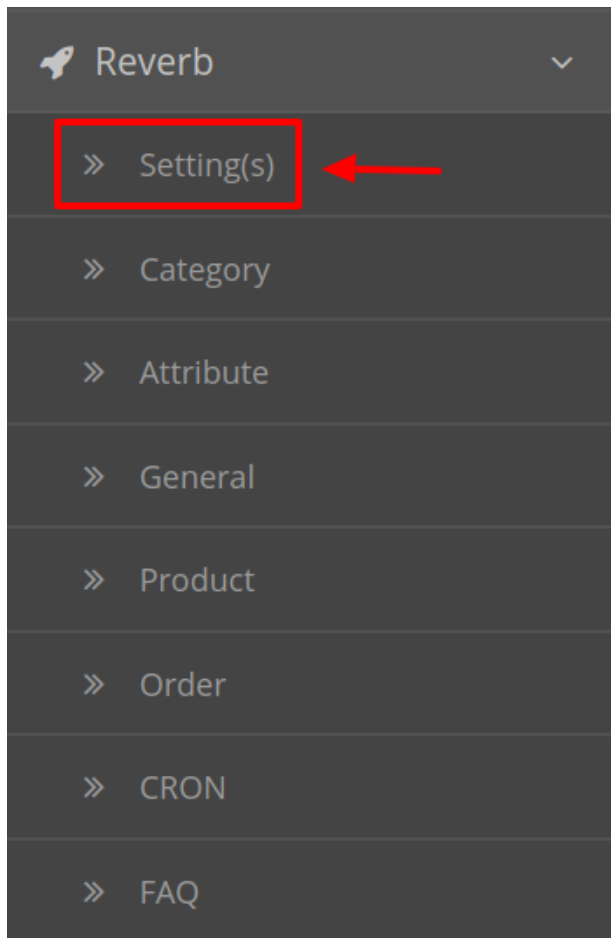 Reverb
Setting(s)
Category
Attribute
General
Product
Order
CRON
FAQ